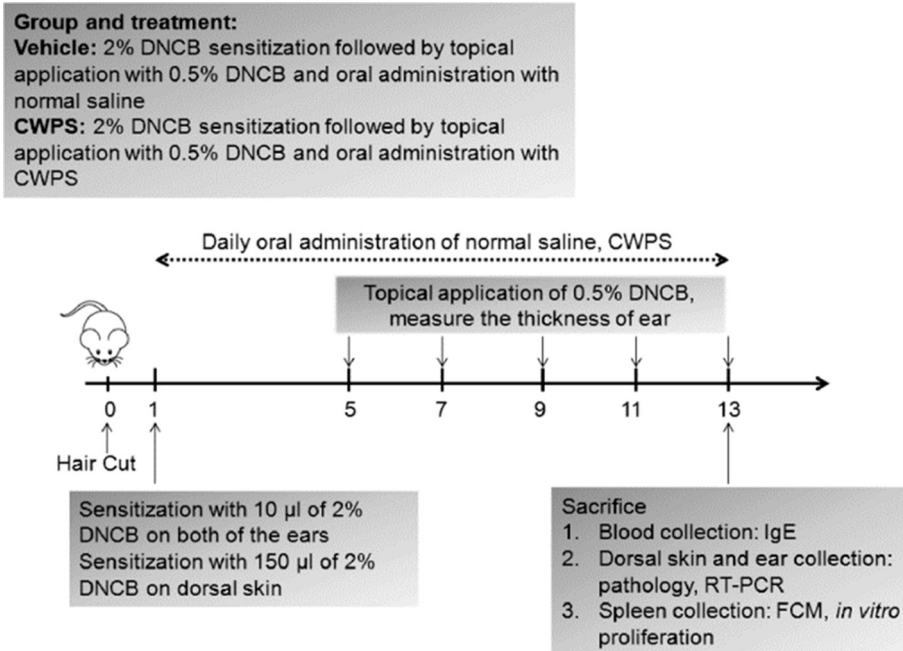 Group and treatment:
Vehicle: 2% DNCB sensitization followed by topical
application with 0.5% DNCB and oral administration with
normal saline
CWPS: 2% DNCB sensitization followed by topical
application with 0.5% DNCB and oral administration with
CWPS
Daily oral administration of normal saline, CWPS
Topical application of 0.5% DNCB,
measure the thickness of ear
0 1 5 7 9 11 13
Hair Cut
Sensitization with 10 µl of 2%
DNCB on both of the ears
Sensitization with 150 µl of 2%
DNCB on dorsal skin
Sacrifice
1. Blood collection: IgE
2. Dorsal skin and ear collection:
pathology, RT-PCR
3. Spleen collection: FCM, in vitro
proliferation